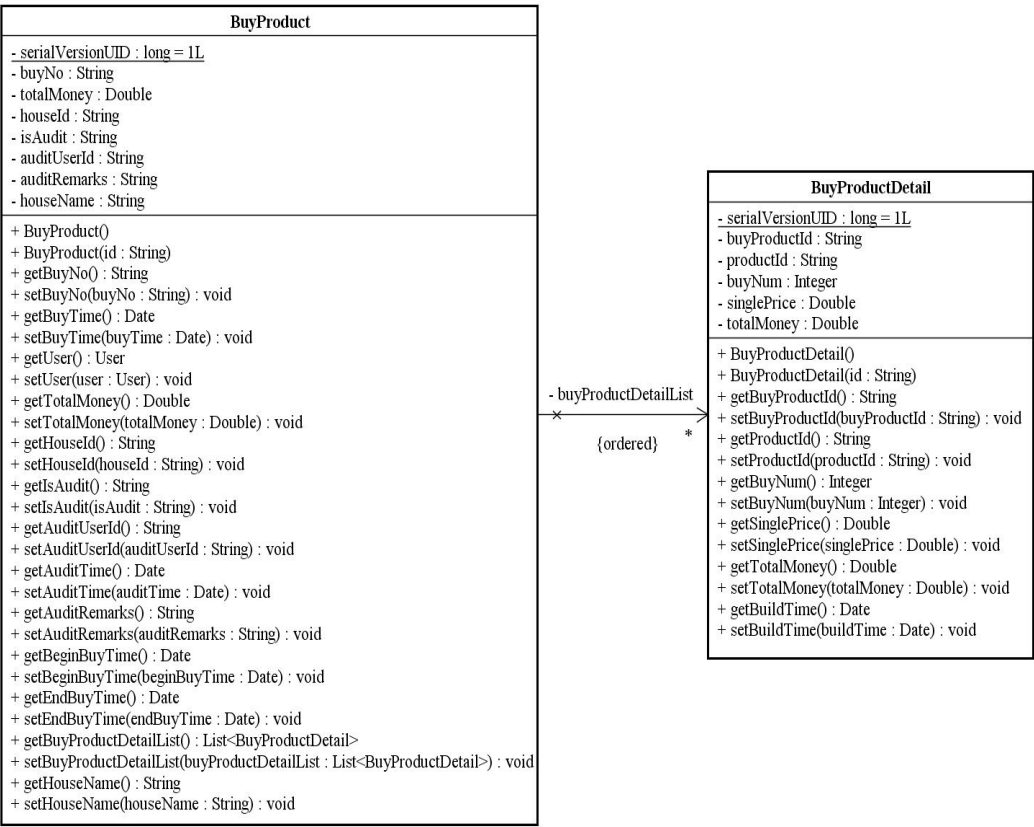 BuyProduct
- serialVersionUID : long = 1L
- buyNo : String
- totalMoney : Double
- houseId : String
- isAudit : String
- auditUserId : String
- auditRemarks : String
- houseName : String
+ BuyProduct()
+ BuyProduct(id : String)
+ getBuyNo() : String
+ setBuyNo(buyNo : String) : void
+ getBuyTime() : Date
+ setBuyTime(buyTime : Date) : void
+ getUser() : User
+ setUser(user : User) : void
+ getTotalMoney() : Double
+ setTotalMoney(totalMoney : Double) : void
+ getHouseId() : String
+ setHouseId(houseId : String) : void
+ getIsAudit() : String
+ setIsAudit(isAudit : String) : void
+ getAuditUserId() : String
+ setAuditUserId(auditUserId : String) : void
+ getAuditTime() : Date
+ setAuditTime(auditTime : Date) : void
+ getAuditRemarks() : String
+ setAuditRemarks(auditRemarks : String) : void
+ getBeginBuyTime() : Date
+ setBeginBuyTime(beginBuyTime : Date) : void
+ getEndBuyTime() : Date
+ setEndBuyTime(endBuyTime : Date) : void
+ getBuyProductDetailList() : List<BuyProductDetail>
+ setBuyProductDetailList(buyProductDetailList : List<BuyProductDetail>) : void
+ getHouseName() : String
+ setHouseName(houseName : String) : void
- buyProductDetailList
{ordered}
*
BuyProductDetail
- serialVersionUID : long = 1L
- buyProductId : String
- productId : String
- buyNum : Integer
- singlePrice : Double
- totalMoney : Double
+ BuyProductDetail()
+ BuyProductDetail(id : String)
+ getBuyProductId() : String
+ setBuyProductId(buyProductId : String) : void
+ getProductId() : String
+ setProductId(productId : String) : void
+ getBuyNum() : Integer
+ setBuyNum(buyNum : Integer) : void
+ getSinglePrice() : Double
+ setSinglePrice(singlePrice : Double) : void
+ getTotalMoney() : Double
+ setTotalMoney(totalMoney : Double) : void
+ getBuildTime() : Date
+ setBuildTime(buildTime : Date) : void